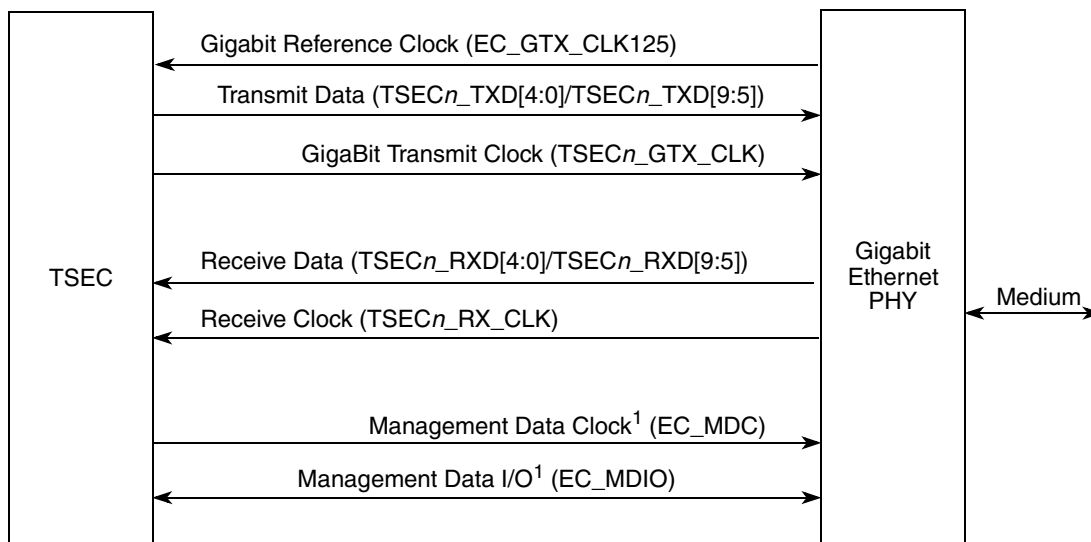 Gigabit Reference Clock (EC_GTX_CLK125)
Transmit Data (TSECn_TXD[4:0]/TSECn_TXD[9:5])
GigaBit Transmit Clock (TSECn_GTX_CLK)
TSEC
Receive Data (TSECn_RXD[4:0]/TSECn_RXD[9:5])
Receive Clock (TSECn_RX_CLK)
Gigabit
Ethernet
PHY
Medium
Management Data Clock¹ (EC_MDC)
Management Data I/O¹ (EC_MDIO)